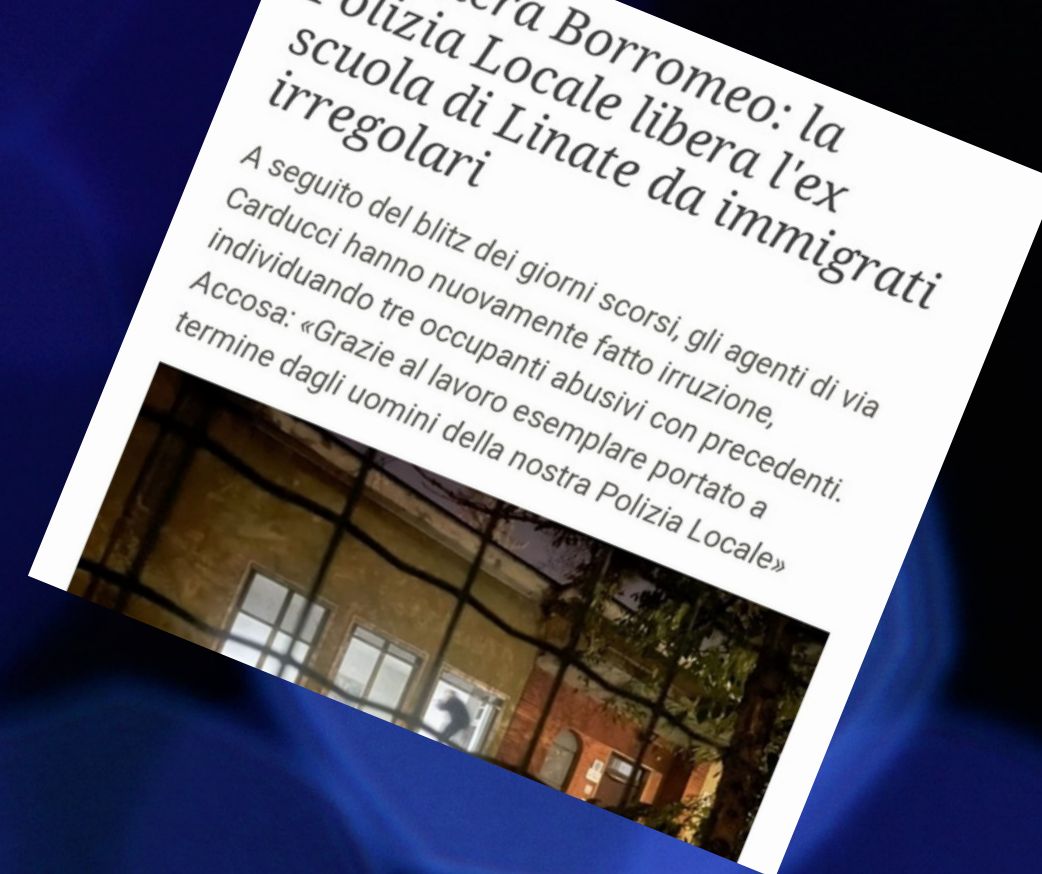 Borromeo: la
Polizia Locale libera l'ex
scuola di Linate da immigrati
irregolari
A seguito del blitz dei giorni scorsi, gli agenti di via
Carducci hanno nuovamente fatto irruzione,
individuando tre occupanti abusivi con precedenti.
Accosa: «Grazie al lavoro esemplare portato a
termine dagli uomini della nostra Polizia Locale»